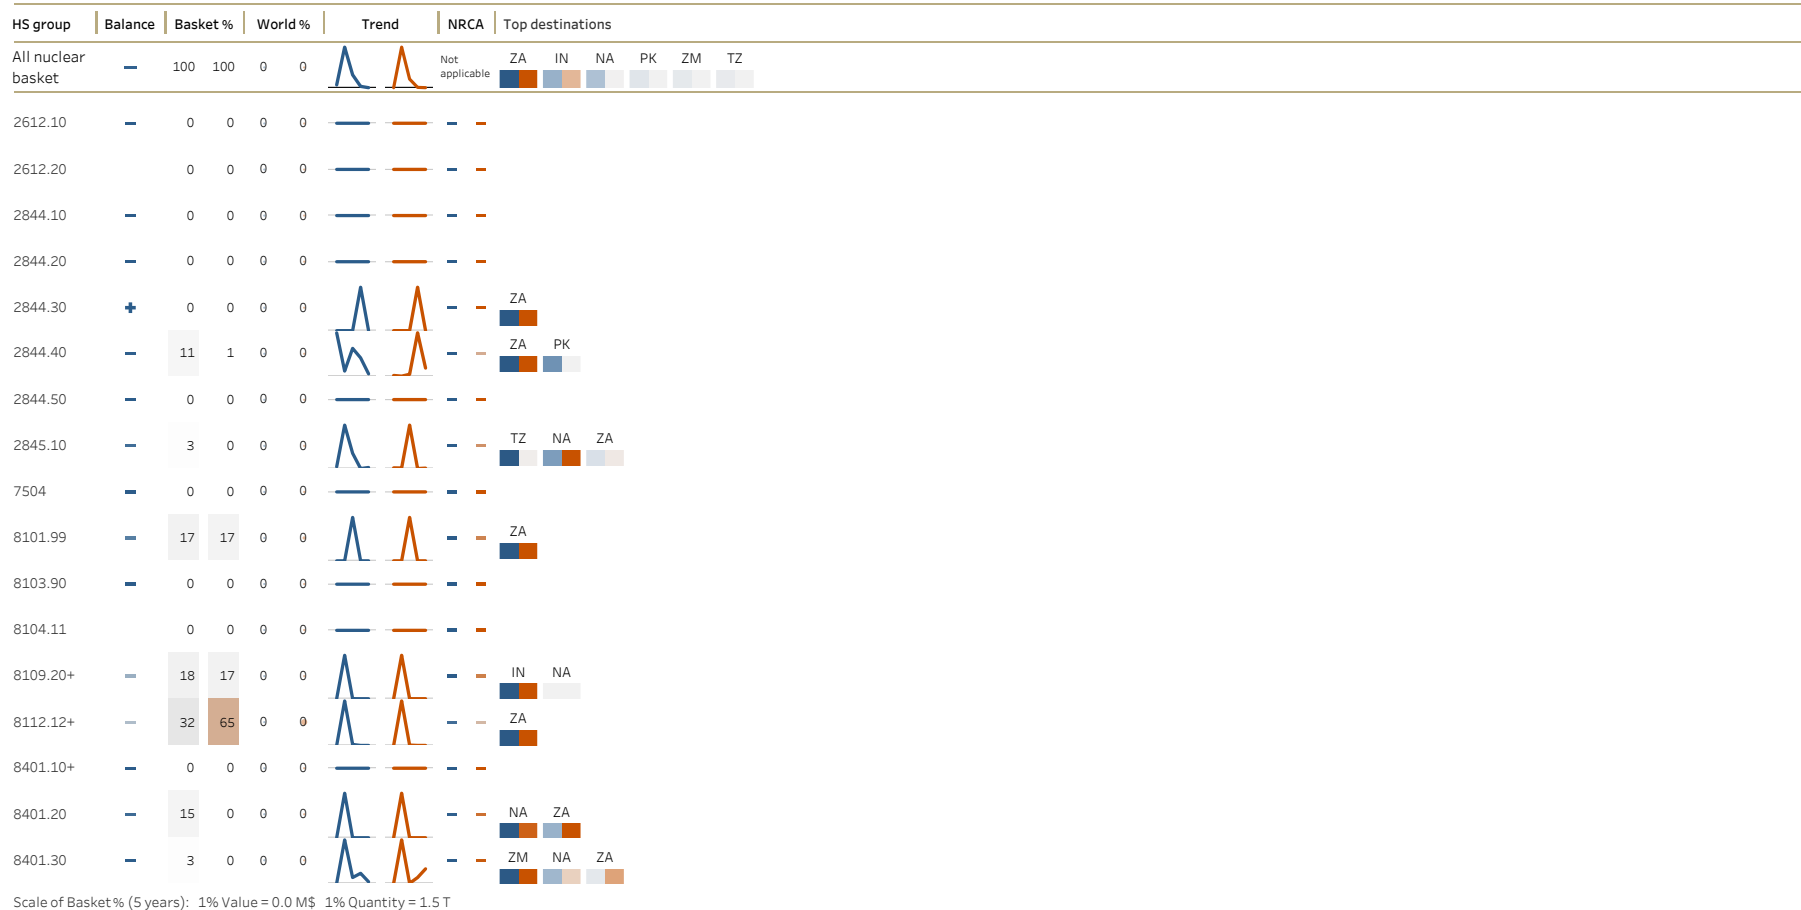 HS group Balance Basket % World % Trend NRCA Top destinations
All nuclear basket 100 100 0 0 Not applicable ZA IN NA PK ZM TZ
2612.10 0 0 0 0
2612.20 0 0 0 0
2844.10 0 0 0 0
2844.20 0 0 0 0
2844.30 0 0 0 0 ZA
2844.40 11 1 0 0 ZA PK
2844.50 0 0 0 0
2845.10 3 0 0 0 TZ NA ZA
7504 0 0 0 0
8101.99 17 17 0 0 ZA
8103.90 0 0 0 0
8104.11 0 0 0 0
8109.20+ 18 17 0 0 IN NA
8112.12+ 32 65 0 0 ZA
8401.10+ 0 0 0 0
8401.20 15 0 0 0 NA ZA
8401.30 3 0 0 0 ZM NA ZA
Scale of Basket% (5 years): 1% Value = 0.0 M$ 1% Quantity = 1.5 T